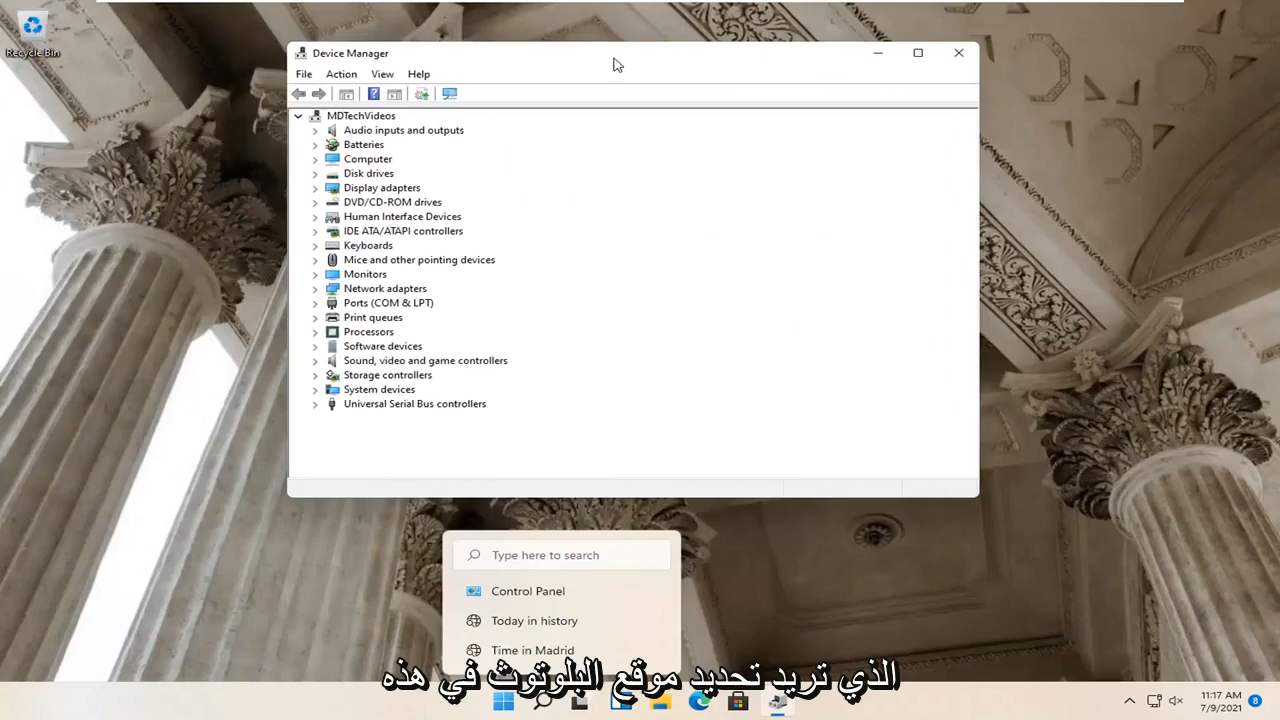 Recycle Bin
Device Manager
File Action View Help
MDTechVideos
Audio inputs and outputs
Batteries
Computer
Disk drives
Display adapters
DVD/CD-ROM drives
Human Interface Devices
IDE ATA/ATAPI controllers
Keyboards
Mice and other pointing devices
Monitors
Network adapters
Ports (COM & LPT)
Print queues
Processors
Software devices
Sound, video and game controllers
Storage controllers
System devices
Universal Serial Bus controllers
Type here to search
Control Panel
Today in history
Time in Madrid
الذي تريد تحديد موقع البلوتوث في هذه
11:17 AM
7/9/2021
8